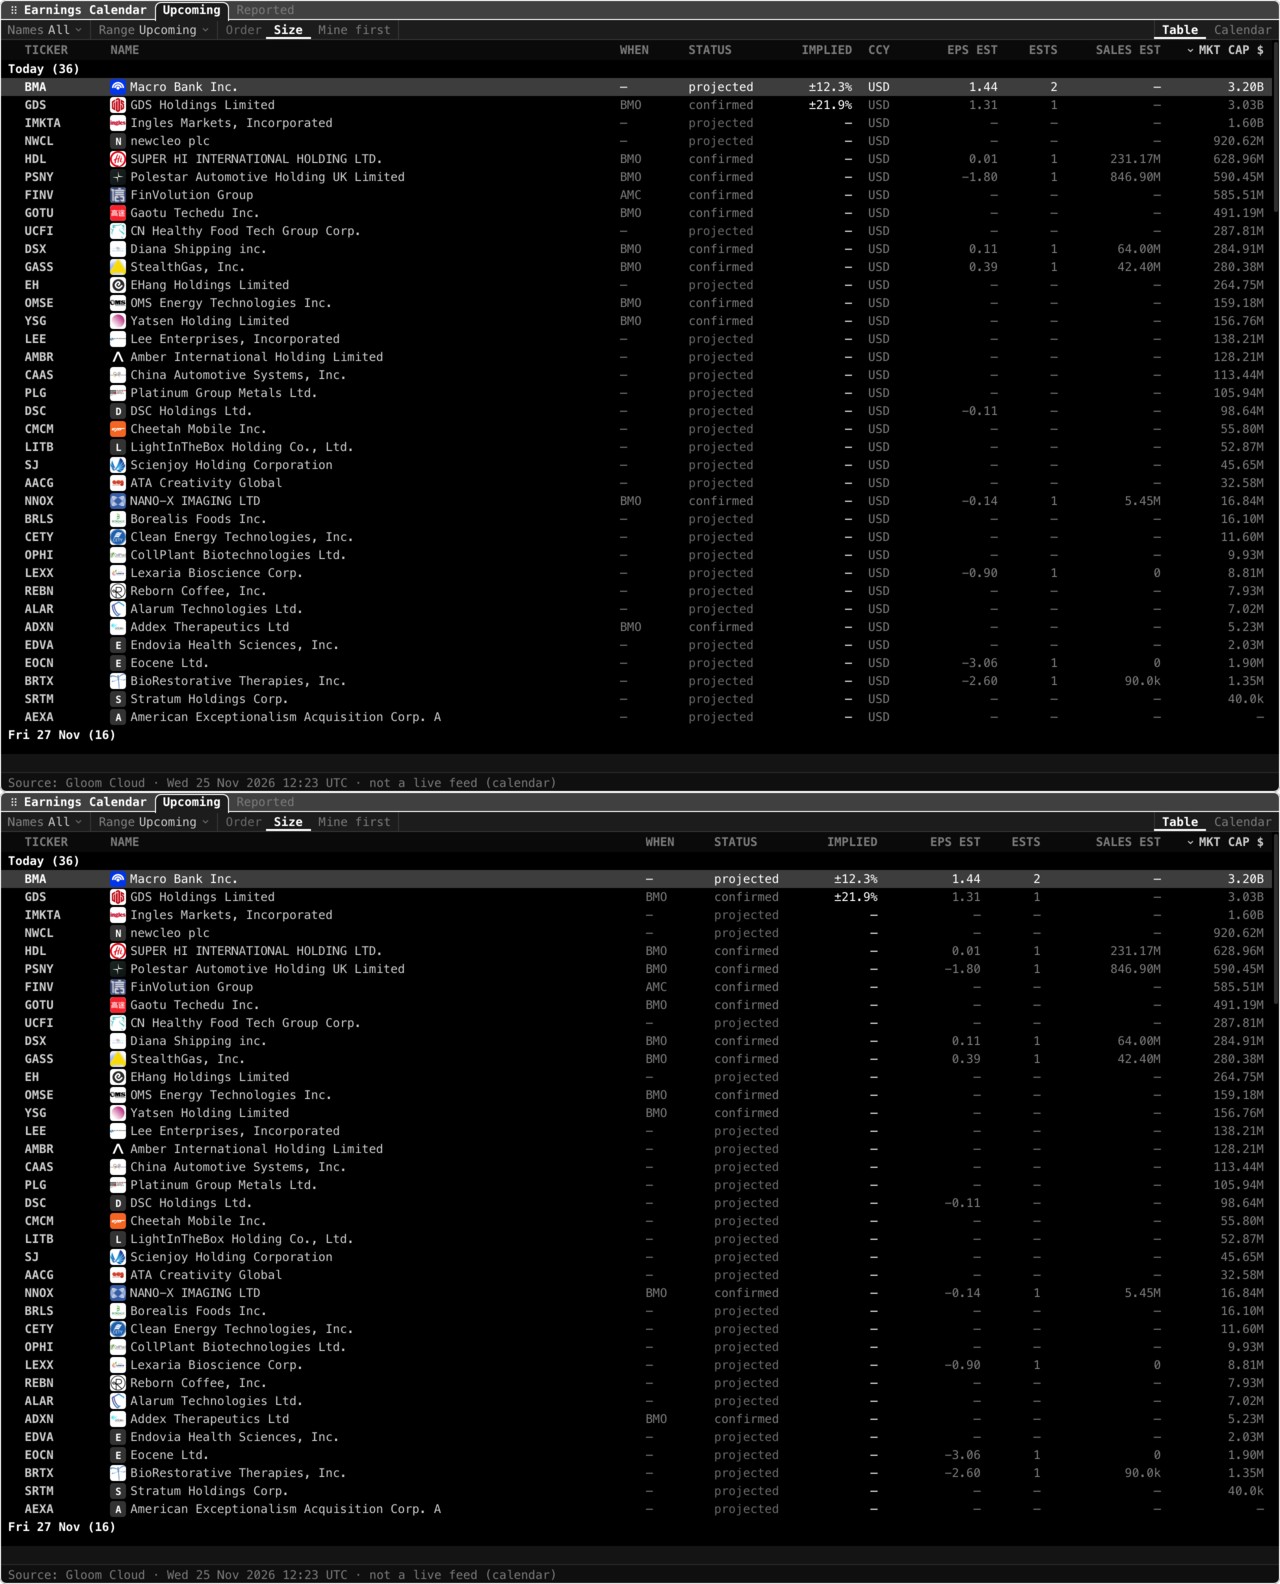 Earnings Calendar Upcoming Reported
Names All Range Upcoming Order Size Mine first Table Calendar
TICKER NAME WHEN STATUS IMPLIED CCY EPS EST ESTS SALES EST MKT CAP $
Today (36)
BMA Macro Bank Inc. — projected ±12.3% USD 1.44 2 — 3.20B
GDS GDS Holdings Limited BMO confirmed ±21.9% USD 1.31 1 — 3.03B
IMKTA Ingles Markets, Incorporated — projected — USD — — — 1.60B
NWCL N newcleo plc — projected — USD — — — 920.62M
HDL SUPER HI INTERNATIONAL HOLDING LTD. BMO confirmed — USD 0.01 1 231.17M 628.96M
PSNY Polestar Automotive Holding UK Limited BMO confirmed — USD −1.80 1 846.90M 590.45M
FINV FinVolution Group AMC confirmed — USD — — — 585.51M
GOTU Gaotu Techedu Inc. BMO confirmed — USD — — — 491.19M
UCFI CN Healthy Food Tech Group Corp. — projected — USD — — — 287.81M
DSX Diana Shipping inc. BMO confirmed — USD 0.11 1 64.00M 284.91M
GASS StealthGas, Inc. BMO confirmed — USD 0.39 1 42.40M 280.38M
EH EHang Holdings Limited — projected — USD — — — 264.75M
OMSE OMS Energy Technologies Inc. BMO confirmed — USD — — — 159.18M
YSG Yatsen Holding Limited BMO confirmed — USD — — — 156.76M
LEE Lee Enterprises, Incorporated — projected — USD — — — 138.21M
AMBR Amber International Holding Limited — projected — USD — — — 128.21M
CAAS China Automotive Systems, Inc. — projected — USD — — — 113.44M
PLG Platinum Group Metals Ltd. — projected — USD — — — 105.94M
DSC D DSC Holdings Ltd. — projected — USD −0.11 — — 98.64M
CMCM Cheetah Mobile Inc. — projected — USD — — — 55.80M
LITB L LightInTheBox Holding Co., Ltd. — projected — USD — — — 52.87M
SJ Scienjoy Holding Corporation — projected — USD — — — 45.65M
AACG ATA Creativity Global — projected — USD — — — 32.58M
NNOX NANO-X IMAGING LTD BMO confirmed — USD −0.14 1 5.45M 16.84M
BRLS Borealis Foods Inc. — projected — USD — — — 16.10M
CETY Clean Energy Technologies, Inc. — projected — USD — — — 11.60M
OPHI CollPlant Biotechnologies Ltd. — projected — USD — — — 9.93M
LEXX Lexaria Bioscience Corp. — projected — USD −0.90 1 0 8.81M
REBN Reborn Coffee, Inc. — projected — USD — — — 7.93M
ALAR Alarum Technologies Ltd. — projected — USD — — — 7.02M
ADXN Addex Therapeutics Ltd BMO confirmed — USD — — — 5.23M
EDVA E Endovia Health Sciences, Inc. — projected — USD — — — 2.03M
EOCN E Eocene Ltd. — projected — USD −3.06 1 0 1.90M
BRTX BioRestorative Therapies, Inc. — projected — USD −2.60 1 90.0k 1.35M
SRTM S Stratum Holdings Corp. — projected — USD — — — 40.0k
AEXA A American Exceptionalism Acquisition Corp. A — projected — USD — — — —
Fri 27 Nov (16)
Source: Gloom Cloud · Wed 25 Nov 2026 12:23 UTC · not a live feed (calendar)
Earnings Calendar Upcoming Reported
Names All Range Upcoming Order Size Mine first Table Calendar
TICKER NAME WHEN STATUS IMPLIED EPS EST ESTS SALES EST MKT CAP $
Today (36)
BMA Macro Bank Inc. — projected ±12.3% 1.44 2 — 3.20B
GDS GDS Holdings Limited BMO confirmed ±21.9% 1.31 1 — 3.03B
IMKTA Ingles Markets, Incorporated — projected — — — — 1.60B
NWCL N newcleo plc — projected — — — — 920.62M
HDL SUPER HI INTERNATIONAL HOLDING LTD. BMO confirmed — 0.01 1 231.17M 628.96M
PSNY Polestar Automotive Holding UK Limited BMO confirmed — −1.80 1 846.90M 590.45M
FINV FinVolution Group AMC confirmed — — — — 585.51M
GOTU Gaotu Techedu Inc. BMO confirmed — — — — 491.19M
UCFI CN Healthy Food Tech Group Corp. — projected — — — — 287.81M
DSX Diana Shipping inc. BMO confirmed — 0.11 1 64.00M 284.91M
GASS StealthGas, Inc. BMO confirmed — 0.39 1 42.40M 280.38M
EH EHang Holdings Limited — projected — — — — 264.75M
OMSE OMS Energy Technologies Inc. BMO confirmed — — — — 159.18M
YSG Yatsen Holding Limited BMO confirmed — — — — 156.76M
LEE Lee Enterprises, Incorporated — projected — — — — 138.21M
AMBR Amber International Holding Limited — projected — — — — 128.21M
CAAS China Automotive Systems, Inc. — projected — — — — 113.44M
PLG Platinum Group Metals Ltd. — projected — — — — 105.94M
DSC D DSC Holdings Ltd. — projected — −0.11 — — 98.64M
CMCM Cheetah Mobile Inc. — projected — — — — 55.80M
LITB L LightInTheBox Holding Co., Ltd. — projected — — — — 52.87M
SJ Scienjoy Holding Corporation — projected — — — — 45.65M
AACG ATA Creativity Global — projected — — — — 32.58M
NNOX NANO-X IMAGING LTD BMO confirmed — −0.14 1 5.45M 16.84M
BRLS Borealis Foods Inc. — projected — — — — 16.10M
CETY Clean Energy Technologies, Inc. — projected — — — — 11.60M
OPHI CollPlant Biotechnologies Ltd. — projected — — — — 9.93M
LEXX Lexaria Bioscience Corp. — projected — −0.90 1 0 8.81M
REBN Reborn Coffee, Inc. — projected — — — — 7.93M
ALAR Alarum Technologies Ltd. — projected — — — — 7.02M
ADXN Addex Therapeutics Ltd BMO confirmed — — — — 5.23M
EDVA E Endovia Health Sciences, Inc. — projected — — — — 2.03M
EOCN E Eocene Ltd. — projected — −3.06 1 0 1.90M
BRTX BioRestorative Therapies, Inc. — projected — −2.60 1 90.0k 1.35M
SRTM S Stratum Holdings Corp. — projected — — — — 40.0k
AEXA A American Exceptionalism Acquisition Corp. A — projected — — — — —
Fri 27 Nov (16)
Source: Gloom Cloud · Wed 25 Nov 2026 12:23 UTC · not a live feed (calendar)